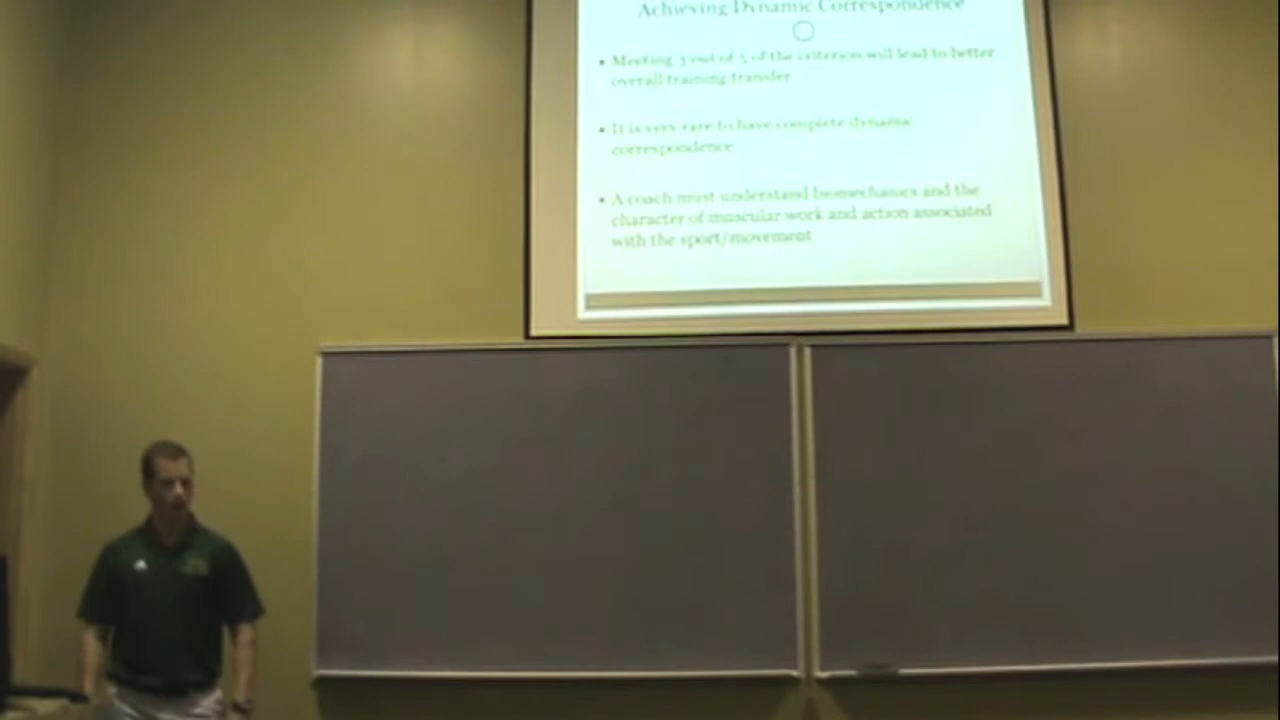 Achieving Dynamic Correspondence
• Meeting 3 out of 5 of the criterion will lead to better
overall training transfer
• It is very rare to have complete dynamic
correspondence
• A coach must understand biomechanics and the
character of muscular work and action associated
with the sport/movement